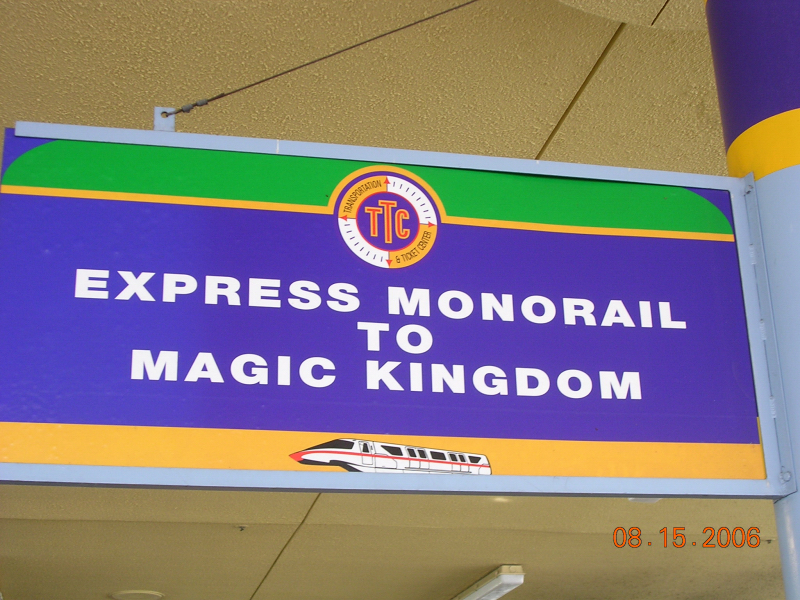 TRANSPORTATION
TTC
& TICKET CENTER
EXPRESS MONORAIL
TO
MAGIC KINGDOM
08.15.2006